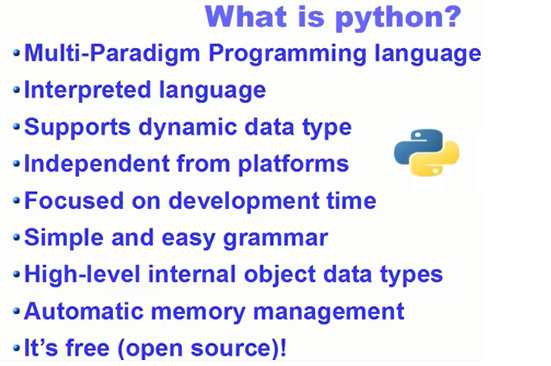 What is python?
•Multi-Paradigm Programming language
•Interpreted language
•Supports dynamic data type
•Independent from platforms
•Focused on development time
•Simple and easy grammar
•High-level internal object data types
•Automatic memory management
•It's free (open source)!